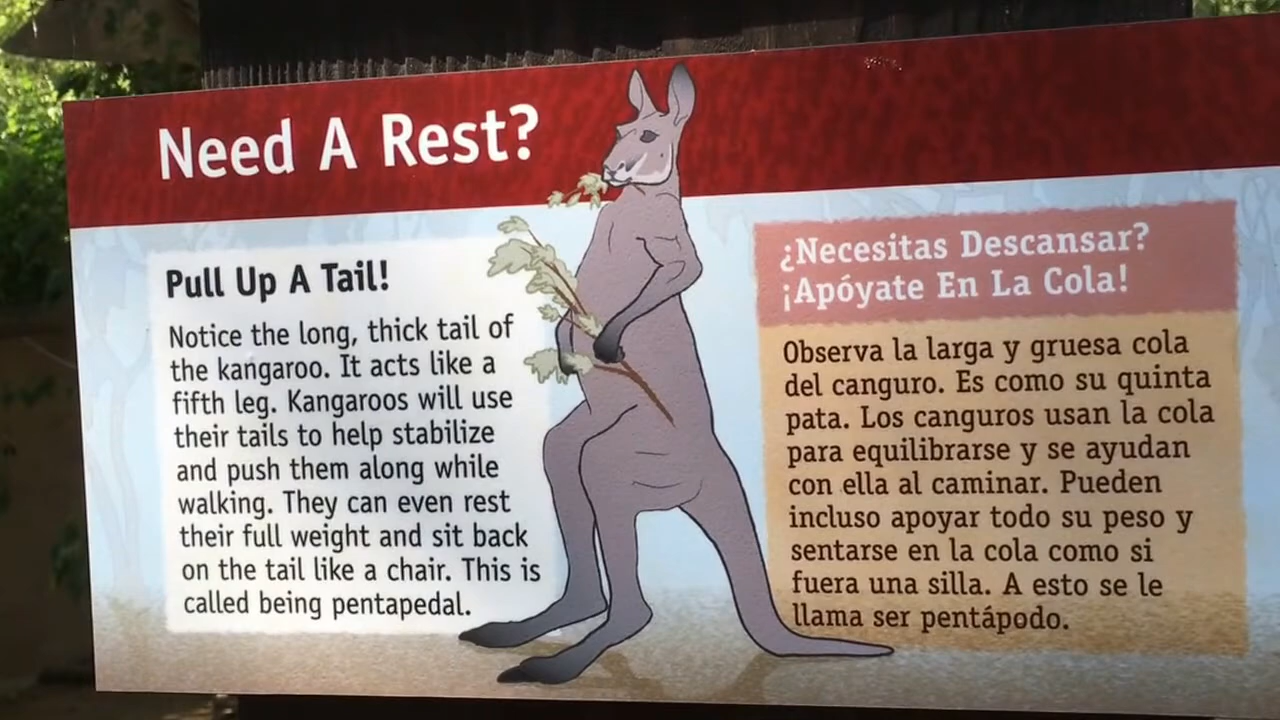 Need A Rest?
Pull Up A Tail!
Notice the long, thick tail of
the kangaroo. It acts like a
fifth leg. Kangaroos will use
their tails to help stabilize
and push them along while
walking. They can even rest
their full weight and sit back
on the tail like a chair. This is
called being pentapedal.
¿Necesitas Descansar?
¡Apóyate En La Cola!
Observa la larga y gruesa cola
del canguro. Es como su quinta
pata. Los canguros usan la cola
para equilibrarse y se ayudan
con ella al caminar. Pueden
incluso apoyar todo su peso y
sentarse en la cola como si
fuera una silla. A esto se le
llama ser pentápodo.